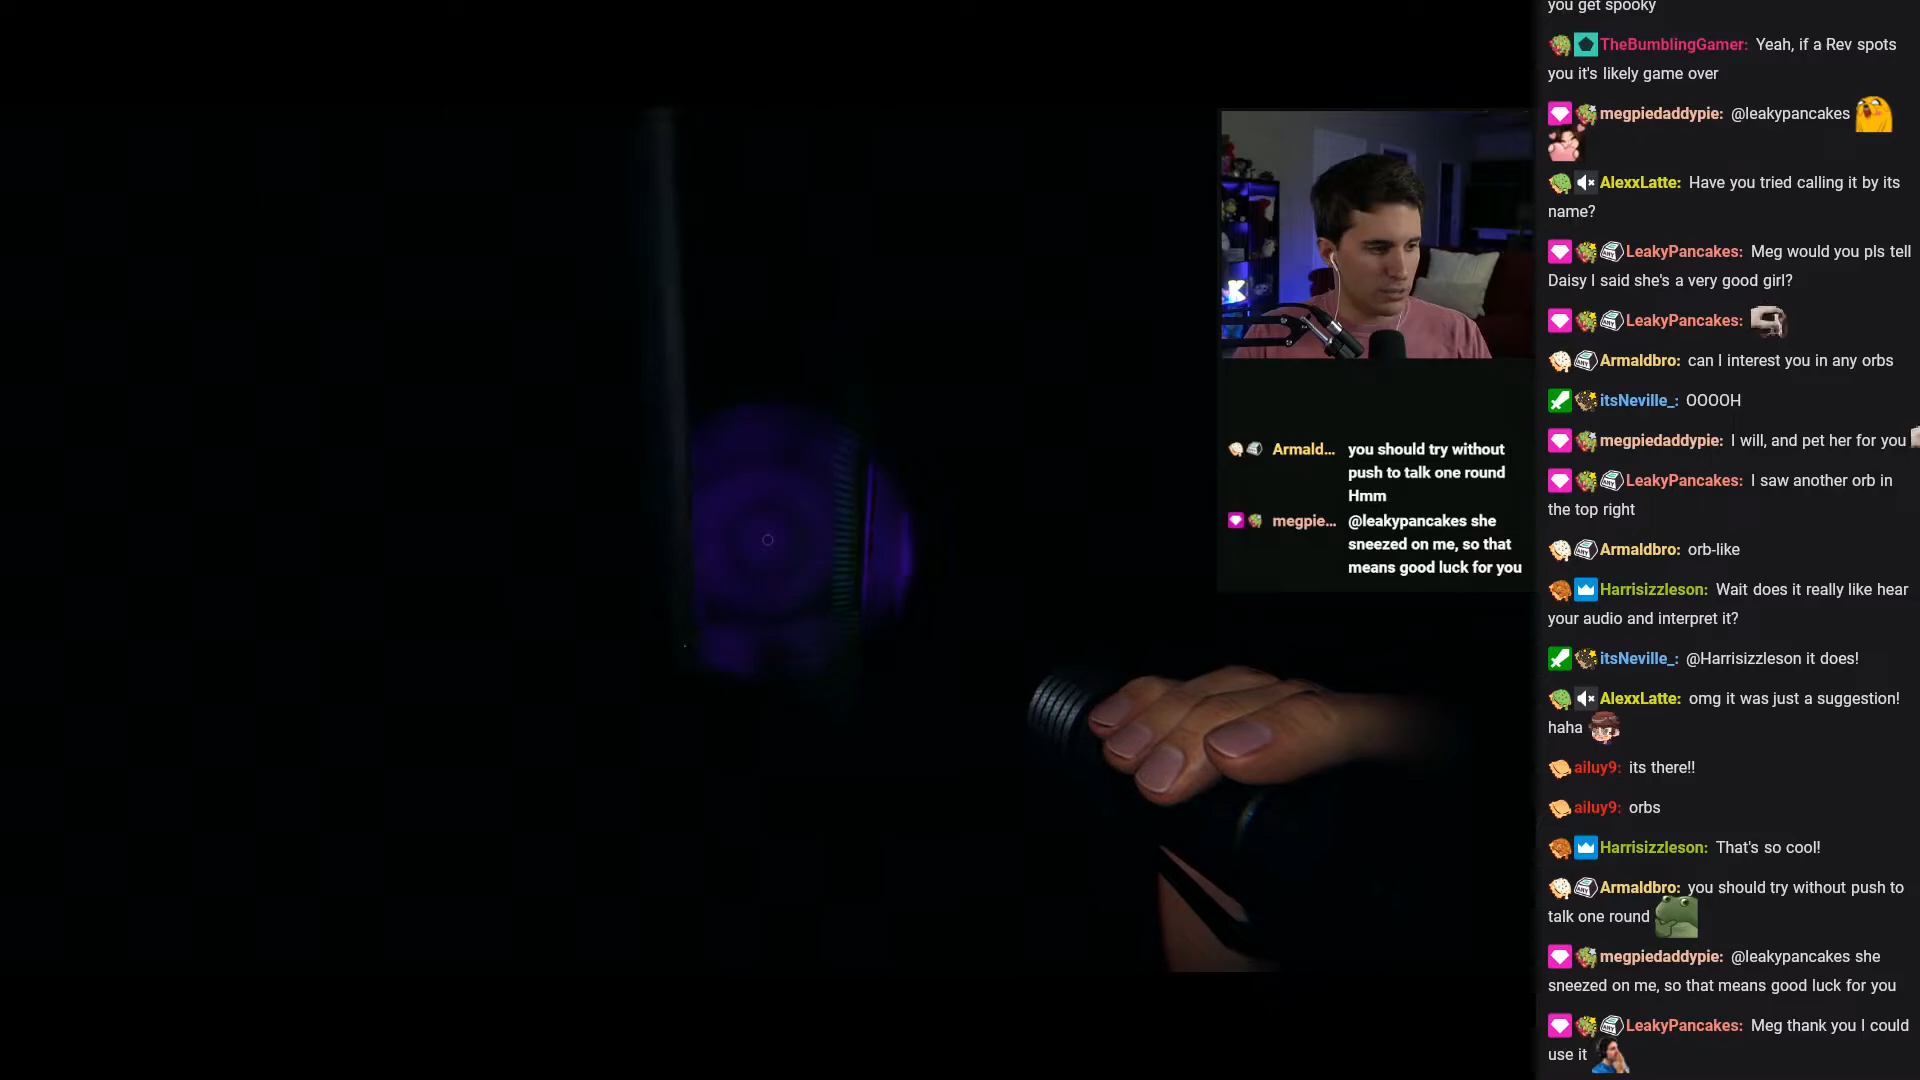 you get spooky
TheBumblingGamer: Yeah, if a Rev spots
you it's likely game over
megpiedaddypie: @leakypancakes
AlexxLatte: Have you tried calling it by its
name?
LeakyPancakes: Meg would you pls tell
Daisy I said she's a very good girl?
LeakyPancakes:
Armaldbro: can I interest you in any orbs
itsNeville_: OOOOH
megpiedaddypie: I will, and pet her for you
LeakyPancakes: I saw another orb in
the top right
Armaldbro: orb-like
Harrisizzleson: Wait does it really like hear
your audio and interpret it?
itsNeville_: @Harrisizzleson it does!
AlexxLatte: omg it was just a suggestion!
haha
ailuy9: its there!!
ailuy9: orbs
Harrisizzleson: That's so cool!
Armaldbro: you should try without push to
talk one round
megpiedaddypie: @leakypancakes she
sneezed on me, so that means good luck for you
LeakyPancakes: Meg thank you I could
use it
Armald... you should try without
push to talk one round
Hmm
megpie... @leakypancakes she
sneezed on me, so that
means good luck for you
K